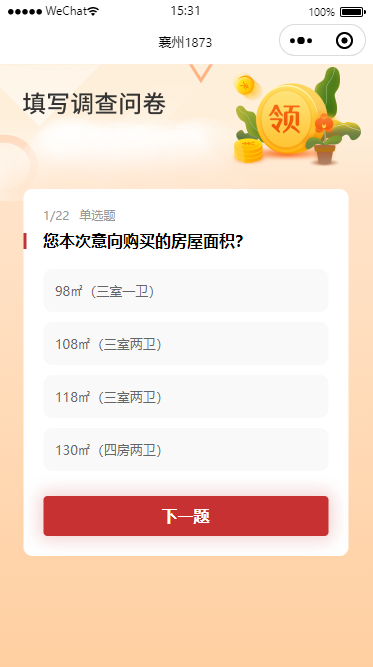 WeChat
15:31
100%
襄州1873
填写调查问卷
领
1/22 单选题
您本次意向购买的房屋面积?
98㎡（三室一卫）
108㎡（三室两卫）
118㎡（三室两卫）
130㎡（四房两卫）
下一题